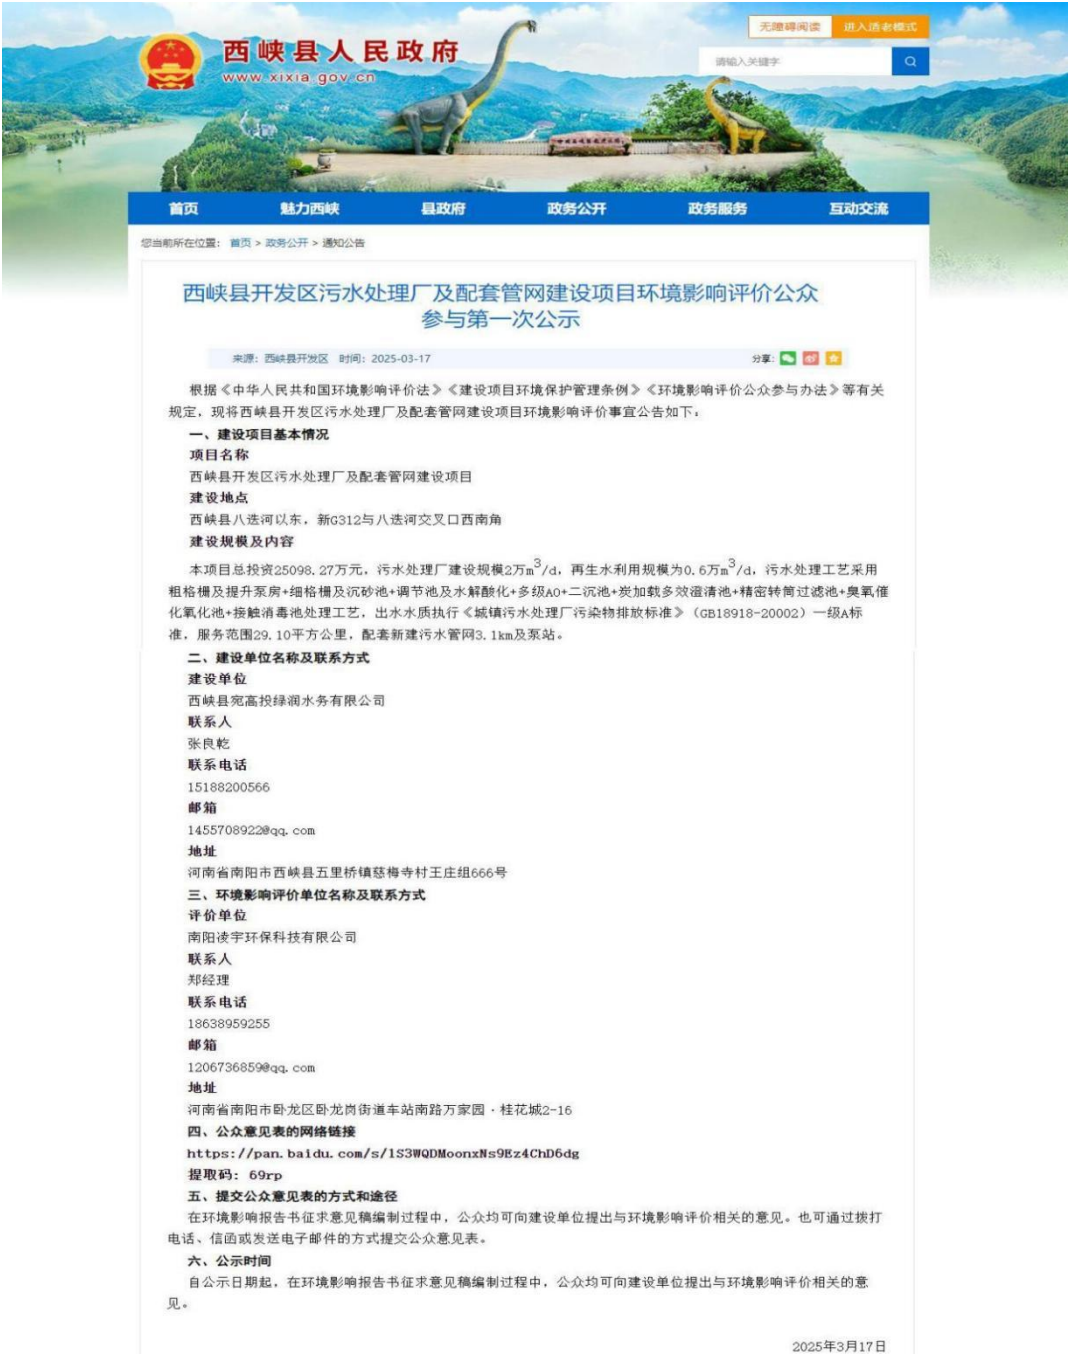 西峡县人民政府
www.xixia.gov.cn
无障碍阅读 进入适老模式
请输入关键字
首页 魅力西峡 县政府 政务公开 政务服务 互动交流
您当前所在位置： 首页 > 政务公开 > 通知公告
西峡县开发区污水处理厂及配套管网建设项目环境影响评价公众
参与第一次公示
来源：西峡县开发区 时间：2025-03-17 分享：
根据《中华人民共和国环境影响评价法》《建设项目环境保护管理条例》《环境影响评价公众参与办法》等有关
规定，现将西峡县开发区污水处理厂及配套管网建设项目环境影响评价事宜公告如下：
一、建设项目基本情况
项目名称
西峡县开发区污水处理厂及配套管网建设项目
建设地点
西峡县八迭河以东，新G312与八迭河交叉口西南角
建设规模及内容
本项目总投资25098.27万元，污水处理厂建设规模2万m³/d，再生水利用规模为0.6万m³/d，污水处理工艺采用
粗格栅及提升泵房+细格栅及沉砂池+调节池及水解酸化+多级AO+二沉池+炭加载多效澄清池+精密转筒过滤池+臭氧催
化氧化池+接触消毒池处理工艺，出水水质执行《城镇污水处理厂污染物排放标准》（GB18918-20002）一级A标
准，服务范围29.10平方公里，配套新建污水管网3.1km及泵站。
二、建设单位名称及联系方式
建设单位
西峡县宛高投绿润水务有限公司
联系人
张良乾
联系电话
15188200566
邮箱
1455708922@qq.com
地址
河南省南阳市西峡县五里桥镇慈梅寺村王庄组666号
三、环境影响评价单位名称及联系方式
评价单位
南阳凌宇环保科技有限公司
联系人
郑经理
联系电话
18638959255
邮箱
1206736859@qq.com
地址
河南省南阳市卧龙区卧龙岗街道车站南路万家园·桂花城2-16
四、公众意见表的网络链接
https://pan.baidu.com/s/1S3WQDMoonxNs9Ez4ChD6dg
提取码: 69rp
五、提交公众意见表的方式和途径
在环境影响报告书征求意见稿编制过程中，公众均可向建设单位提出与环境影响评价相关的意见。也可通过拨打
电话、信函或发送电子邮件的方式提交公众意见表。
六、公示时间
自公示日期起，在环境影响报告书征求意见稿编制过程中，公众均可向建设单位提出与环境影响评价相关的意
见。
2025年3月17日